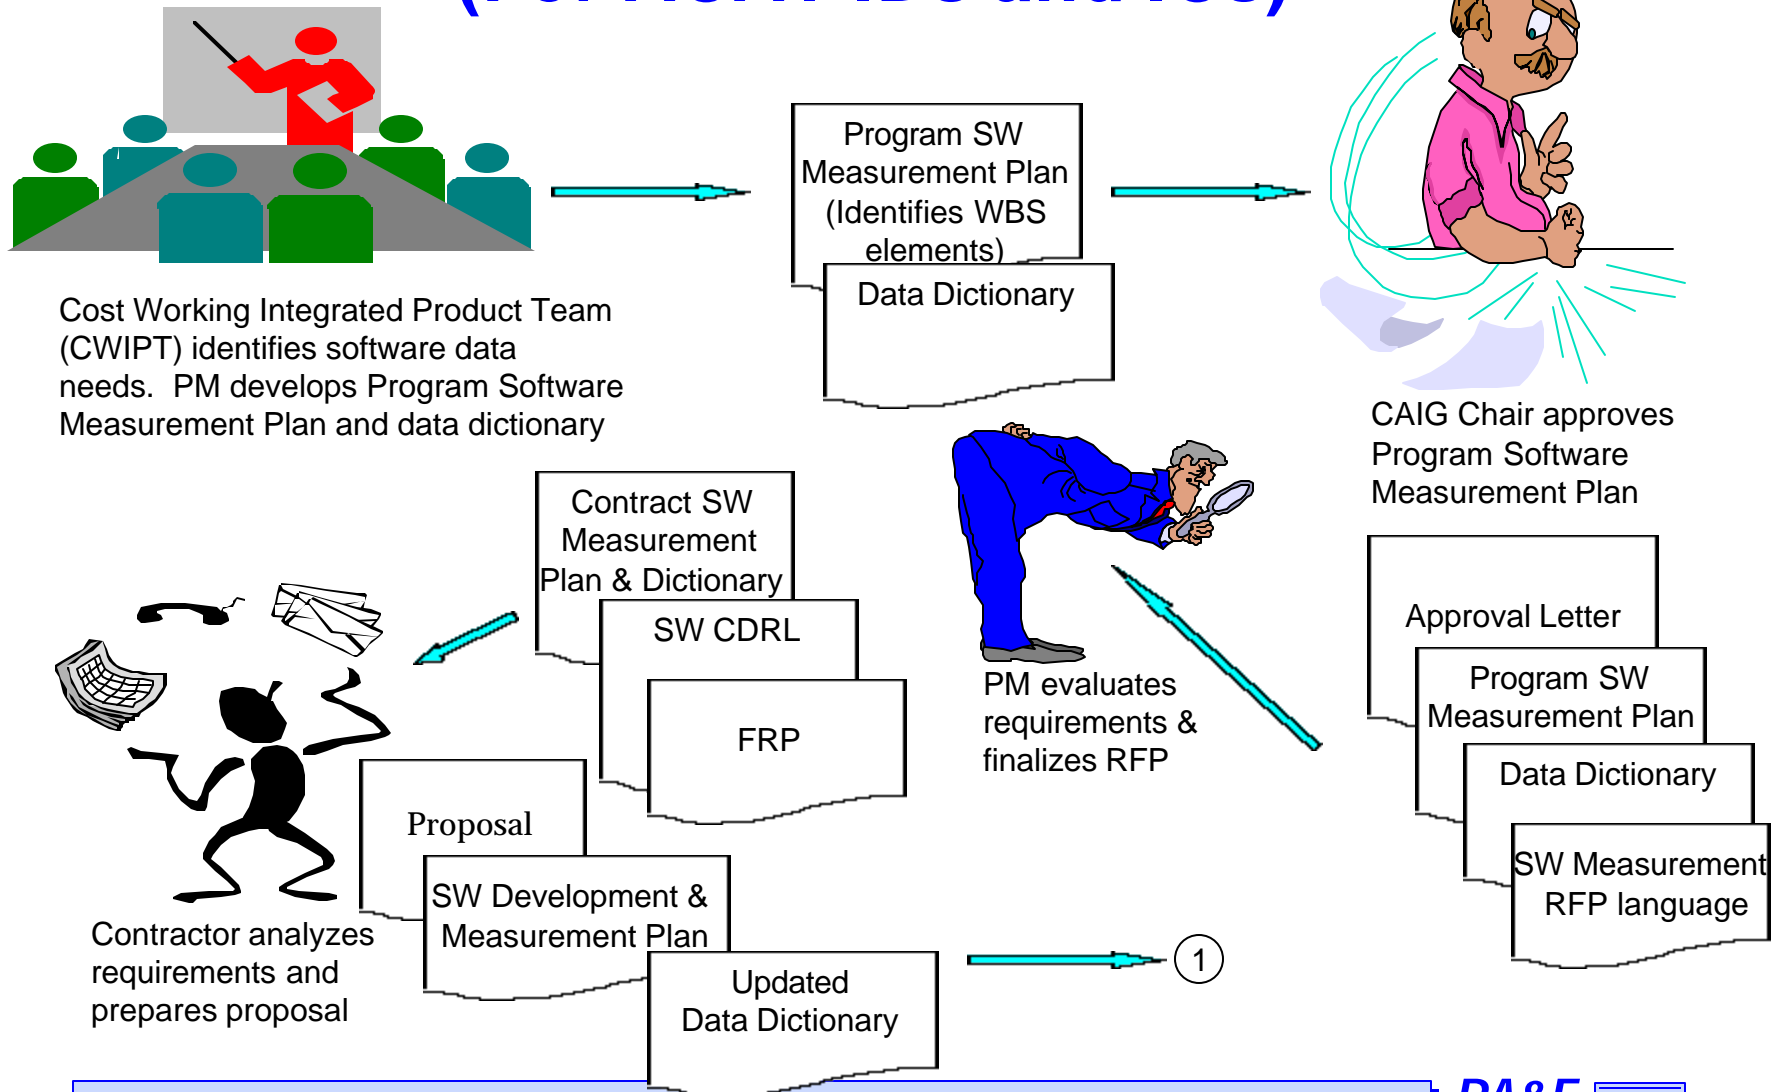 Program SW
Measurement Plan
(Identifies WBS
elements)
Data Dictionary
Cost Working Integrated Product Team
(CWIPT) identifies software data
needs.  PM develops Program Software
Measurement Plan and data dictionary
CAIG Chair approves
Program Software
Measurement Plan
Contract SW
Measurement
Plan & Dictionary
SW CDRL
FRP
PM evaluates
requirements &
finalizes RFP
Approval Letter
Program SW
Measurement Plan
Data Dictionary
SW Measurement
RFP language
Proposal
SW Development &
Measurement Plan
Updated
Data Dictionary
Contractor analyzes
requirements and
prepares proposal
1
PA&E